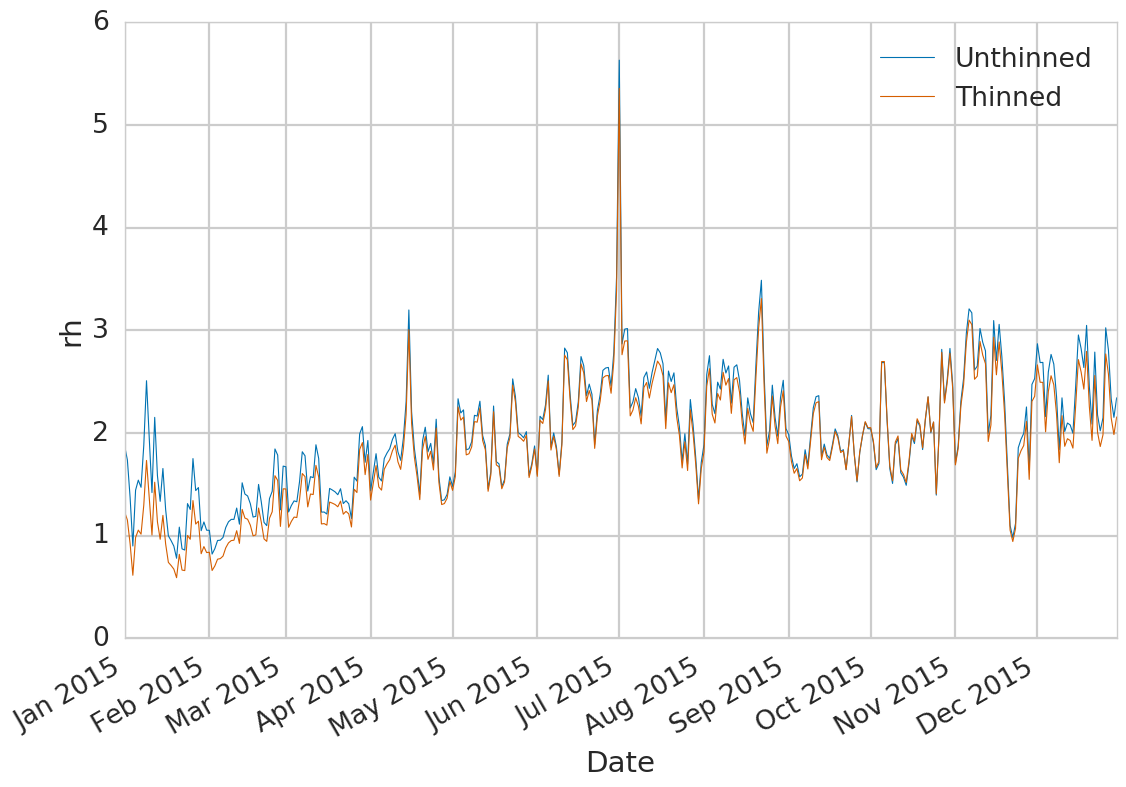 6
5
4
3
2
1
0
rh
Unthinned
Thinned
Jan 2015
Feb 2015
Mar 2015
Apr 2015
May 2015
Jun 2015
Jul 2015
Aug 2015
Sep 2015
Oct 2015
Nov 2015
Dec 2015
Date